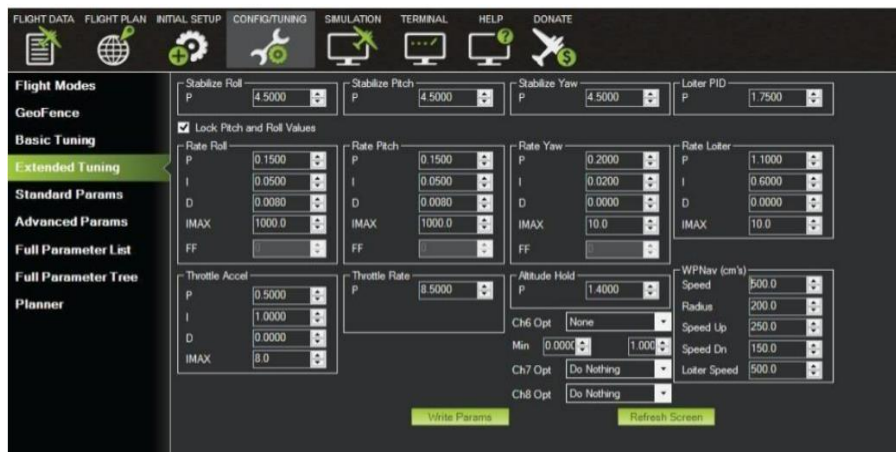 FLIGHT DATA FLIGHT PLAN INITIAL SETUP CONFIG/TUNING SIMULATION TERMINAL HELP DONATE
Flight Modes
GeoFence
Basic Tuning
Extended Tuning
Standard Params
Advanced Params
Full Parameter List
Full Parameter Tree
Planner
Stabilize Roll
P 4.5000
Stabilize Pitch
P 4.5000
Stabilize Yaw
P 4.5000
Loiter PID
P 1.7500
Lock Pitch and Roll Values
Rate Roll
P 0.1500
I 0.0500
D 0.0080
IMAX 1000.0
FF 0
Rate Pitch
P 0.1500
I 0.0500
D 0.0080
IMAX 1000.0
FF 0
Rate Yaw
P 0.2000
I 0.0200
D 0.0000
IMAX 10.0
FF 0
Rate Loiter
P 1.1000
I 0.6000
D 0.0000
IMAX 10.0
Throttle Accel
P 0.5000
I 1.0000
D 0.0000
IMAX 8.0
Throttle Rate
P 8.5000
Altitude Hold
P 1.4000
Ch6 Opt None
Min 0.000 1.000
Ch7 Opt Do Nothing
Ch8 Opt Do Nothing
WPNav (cm's)
Speed 500.0
Radius 200.0
Speed Up 250.0
Speed Dn 150.0
Loiter Speed 500.0
Write Params
Refresh Screen